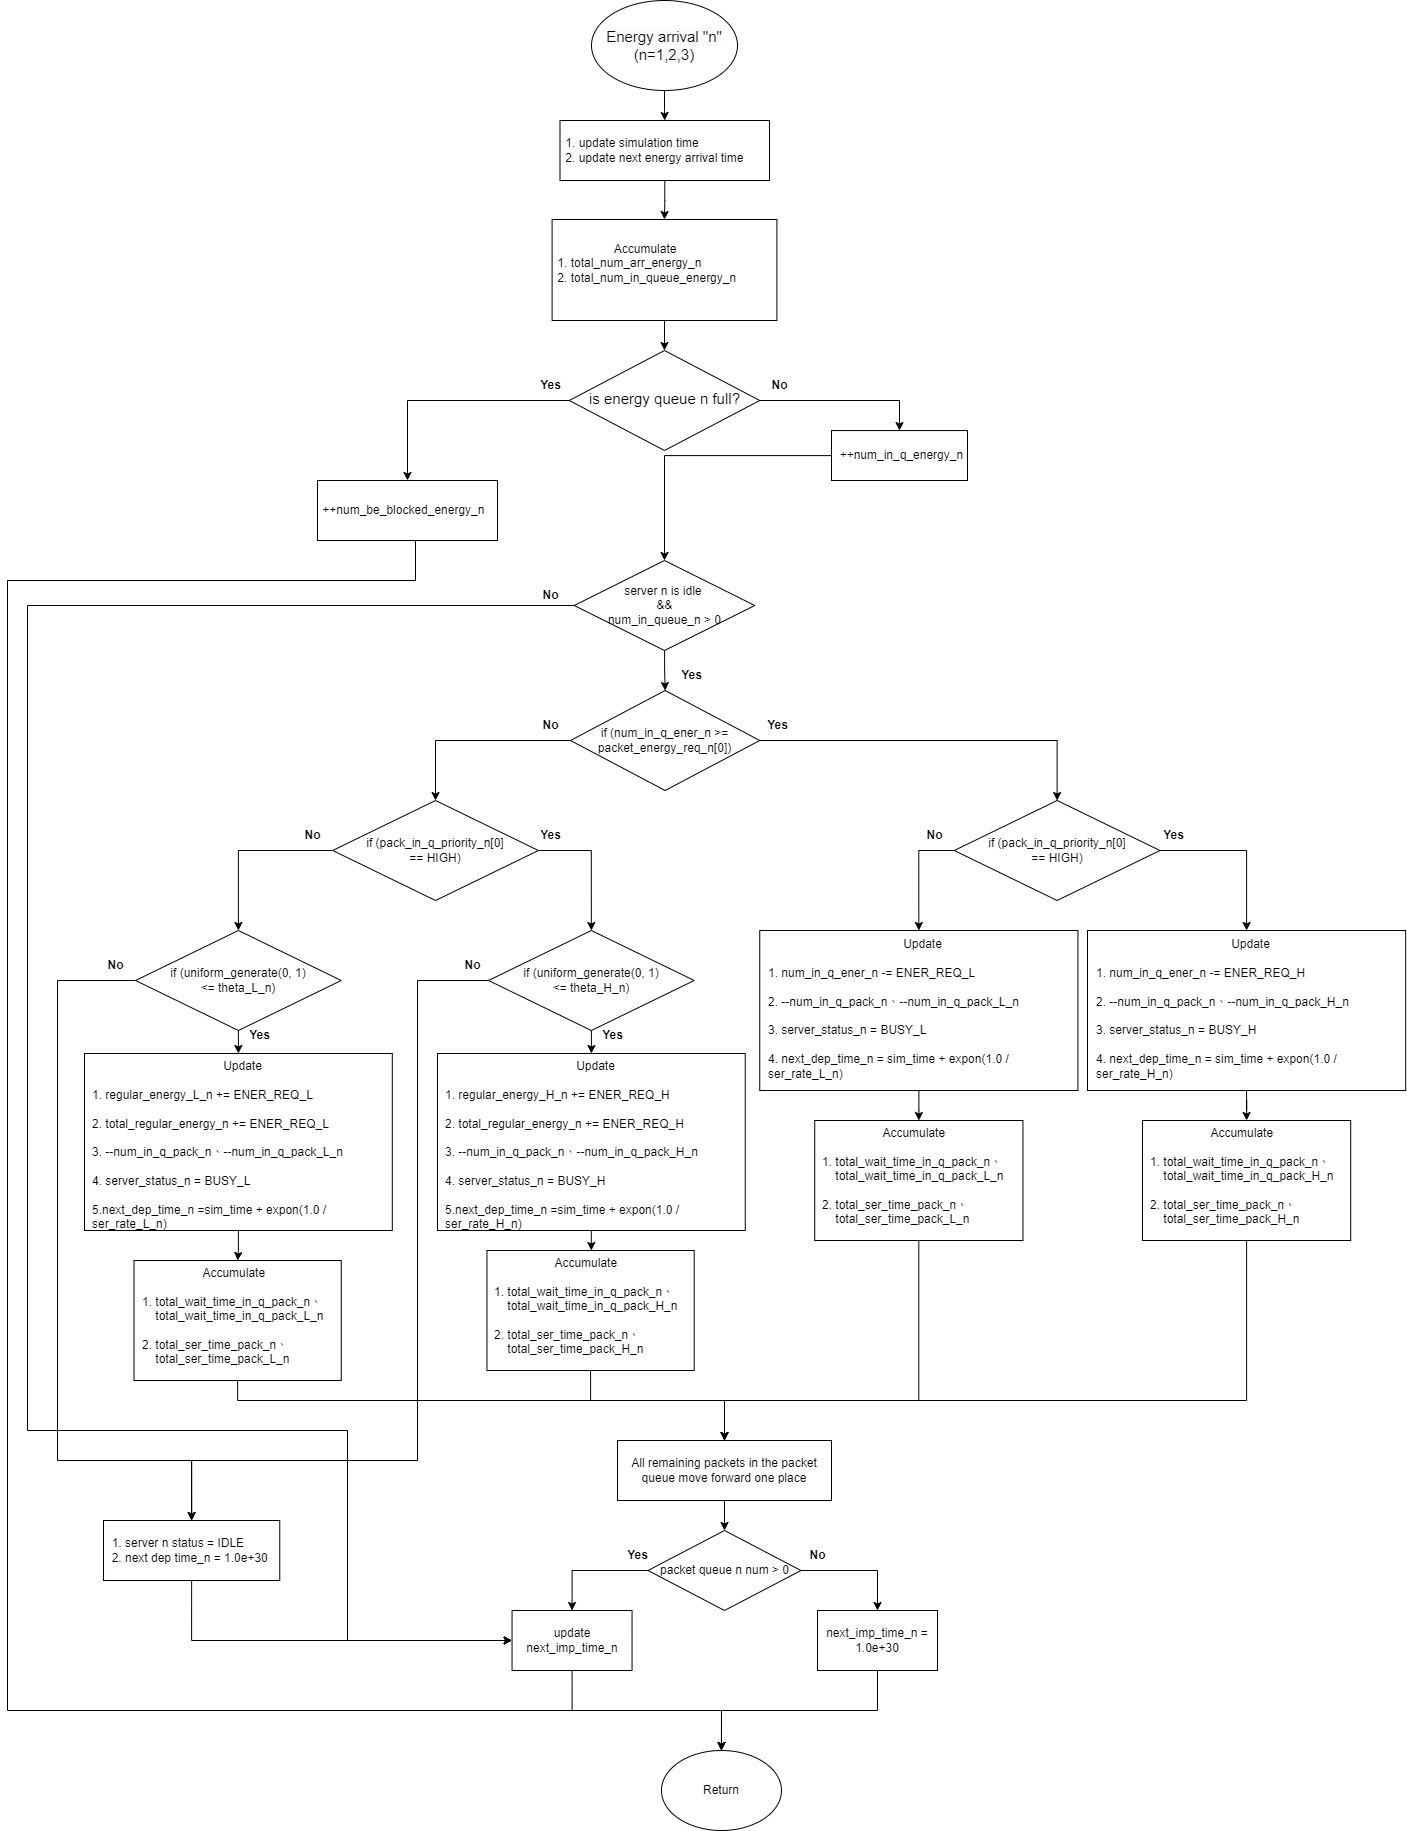 Energy arrival "n"
(n=1,2,3)
1. update simulation time
2. update next energy arrival time
Accumulate
1. total_num_arr_energy_n
2. total_num_in_queue_energy_n
Yes
No
is energy queue n full?
++num_in_q_energy_n
++num_be_blocked_energy_n
No
server n is idle
&&
num_in_queue_n > 0
Yes
No
Yes
if (num_in_q_ener_n >=
packet_energy_req_n[0])
No
Yes
if (pack_in_q_priority_n[0]
== HIGH)
No
Yes
if (pack_in_q_priority_n[0]
== HIGH)
No
if (uniform_generate(0, 1)
<= theta_L_n)
Yes
No
if (uniform_generate(0, 1)
<= theta_H_n)
Yes
Update
1. num_in_q_ener_n -= ENER_REQ_L
2. --num_in_q_pack_n、--num_in_q_pack_L_n
3. server_status_n = BUSY_L
4. next_dep_time_n = sim_time + expon(1.0 /
ser_rate_L_n)
Update
1. num_in_q_ener_n -= ENER_REQ_H
2. --num_in_q_pack_n、--num_in_q_pack_H_n
3. server_status_n = BUSY_H
4. next_dep_time_n = sim_time + expon(1.0 /
ser_rate_H_n)
Update
1. regular_energy_L_n += ENER_REQ_L
2. total_regular_energy_n += ENER_REQ_L
3. --num_in_q_pack_n、--num_in_q_pack_L_n
4. server_status_n = BUSY_L
5.next_dep_time_n =sim_time + expon(1.0 /
ser_rate_L_n)
Update
1. regular_energy_H_n += ENER_REQ_H
2. total_regular_energy_n += ENER_REQ_H
3. --num_in_q_pack_n、--num_in_q_pack_H_n
4. server_status_n = BUSY_H
5.next_dep_time_n =sim_time + expon(1.0 /
ser_rate_H_n)
Accumulate
1. total_wait_time_in_q_pack_n、
total_wait_time_in_q_pack_L_n
2. total_ser_time_pack_n、
total_ser_time_pack_L_n
Accumulate
1. total_wait_time_in_q_pack_n、
total_wait_time_in_q_pack_H_n
2. total_ser_time_pack_n、
total_ser_time_pack_H_n
Accumulate
1. total_wait_time_in_q_pack_n、
total_wait_time_in_q_pack_L_n
2. total_ser_time_pack_n、
total_ser_time_pack_L_n
Accumulate
1. total_wait_time_in_q_pack_n、
total_wait_time_in_q_pack_H_n
2. total_ser_time_pack_n、
total_ser_time_pack_H_n
All remaining packets in the packet
queue move forward one place
1. server n status = IDLE
2. next dep time_n = 1.0e+30
Yes
No
packet queue n num > 0
update
next_imp_time_n
next_imp_time_n =
1.0e+30
Return